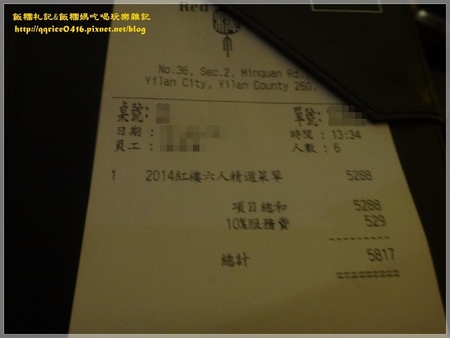 飯糰札記&飯糰媽吃喝玩樂雜記
http://qqrice0416.pixnet.net/blog
Red
No.36, Sec.2, Minquan Rd.
Yilan City, Yilan County 260
桌號: 單號:
日期: 時間: 13:34
員工: 人數: 6
1 2014紅樓六人精選菜單 5288
項目總和 5288
10%服務費 529
---------
總計 5817
=========